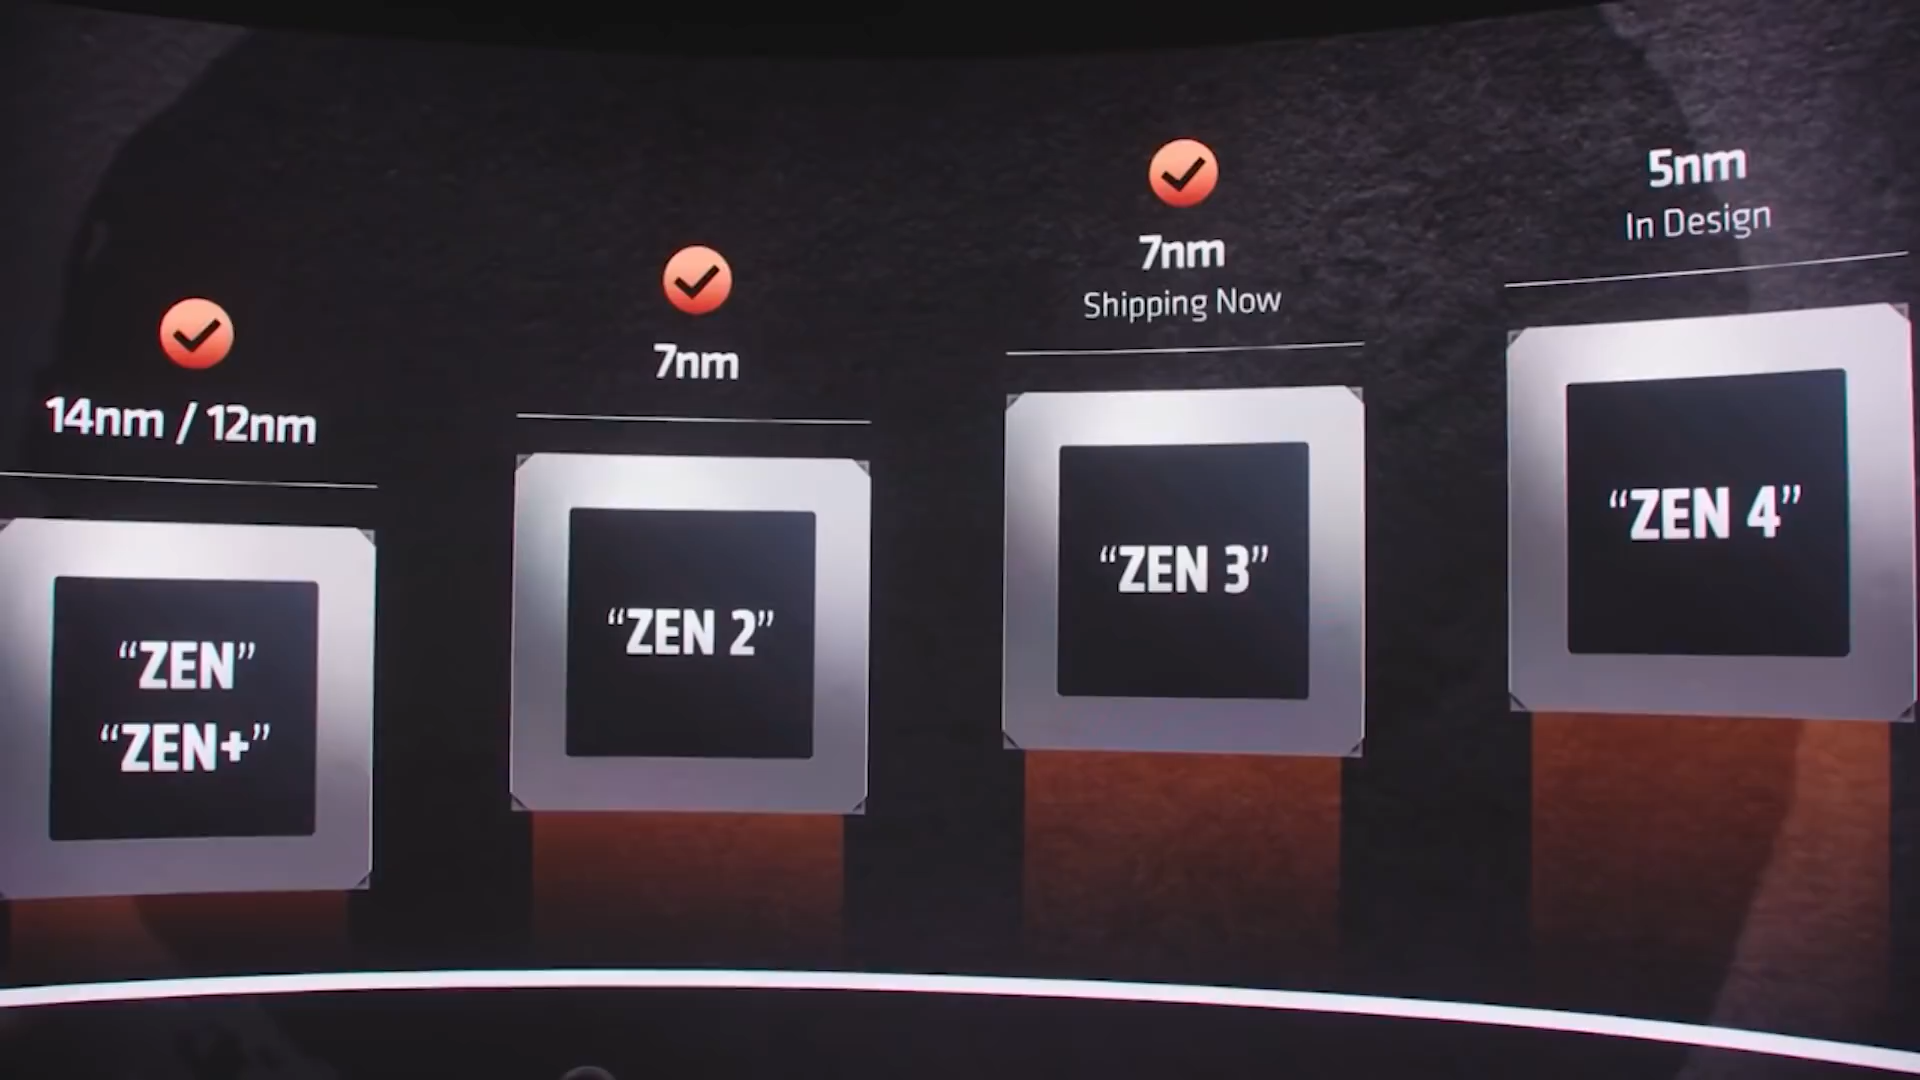 14nm / 12nm
“ZEN”
“ZEN+”
7nm
“ZEN 2”
7nm
Shipping Now
“ZEN 3”
5nm
In Design
“ZEN 4”